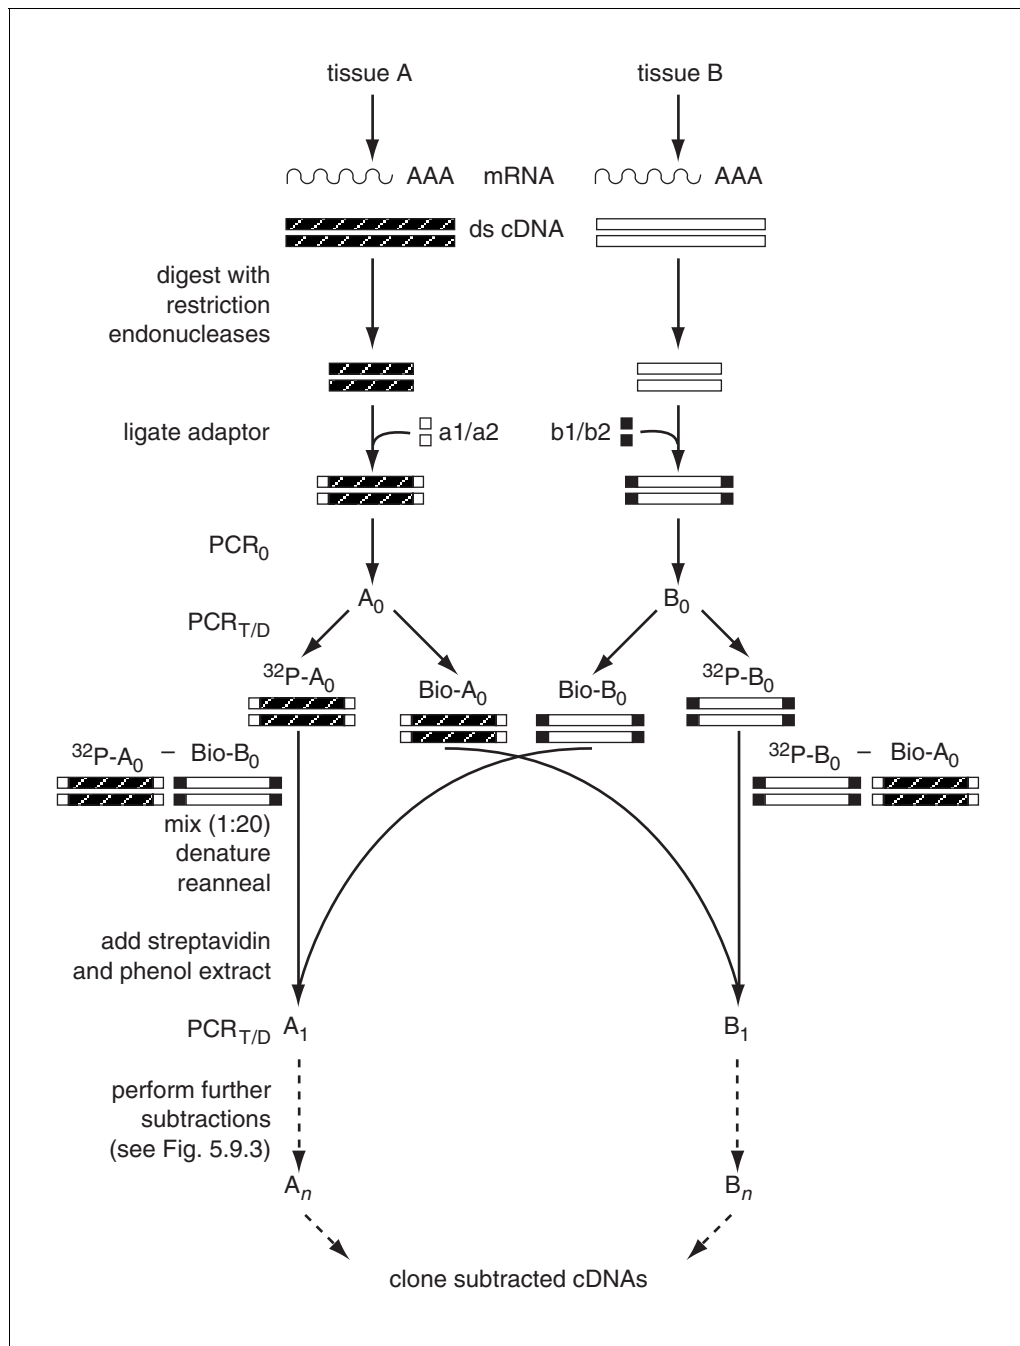 tissue A tissue B
AAA mRNA AAA
ds cDNA
digest with
restriction
endonucleases
ligate adaptor a1/a2 b1/b2
PCR0
A0 B0
PCRT/D
32P-A0 Bio-A0 Bio-B0 32P-B0
32P-A0 – Bio-B0 32P-B0 – Bio-A0
mix (1:20)
denature
reanneal
add streptavidin
and phenol extract
PCRT/D A1 B1
perform further
subtractions
(see Fig. 5.9.3)
An Bn
clone subtracted cDNAs